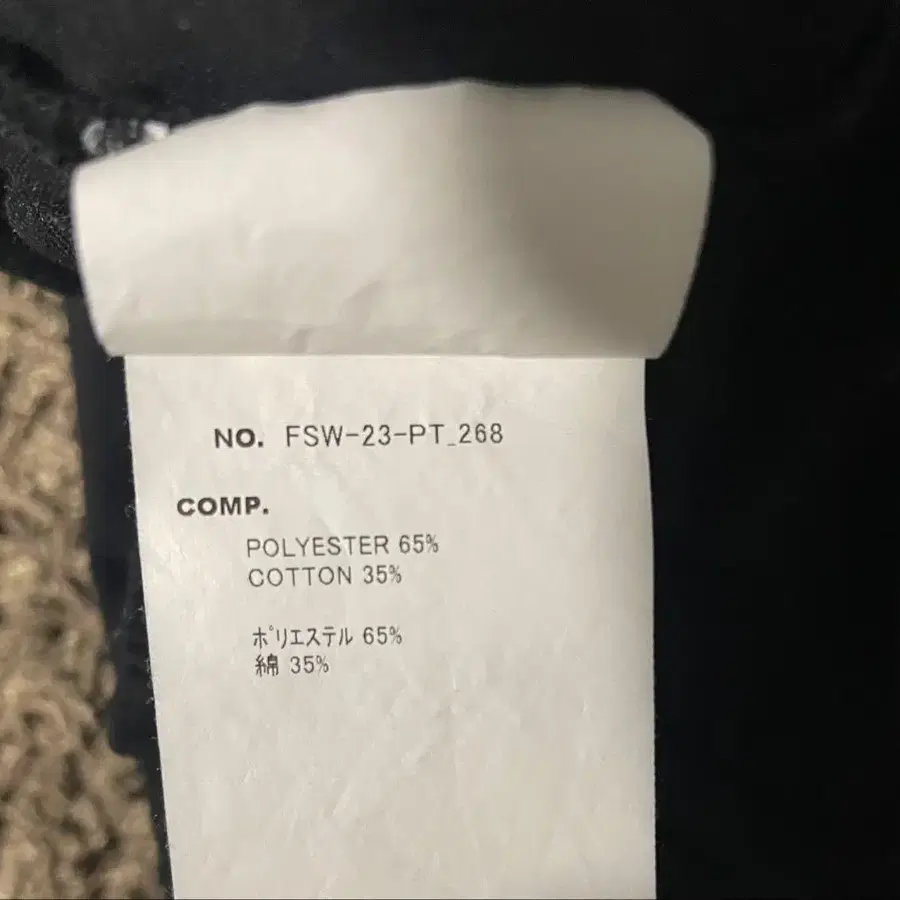 NO. FSW-23-PT_268
COMP.
POLYESTER 65%
COTTON 35%
ポリエステル 65%
綿 35%